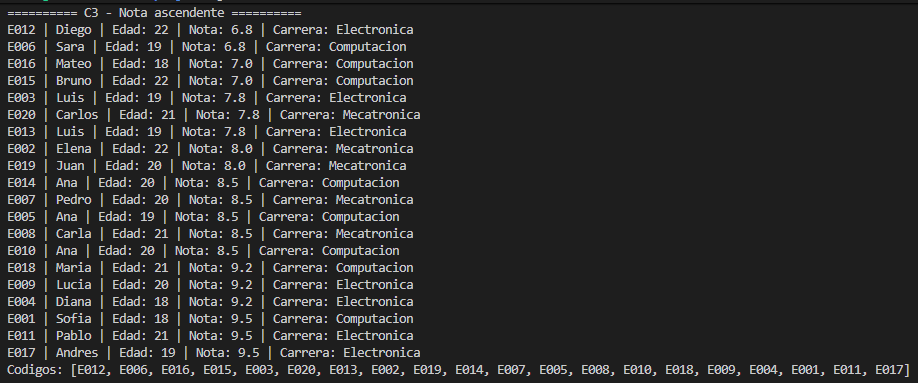 ========== C3 - Nota ascendente ==========
E012 | Diego | Edad: 22 | Nota: 6.8 | Carrera: Electronica
E006 | Sara | Edad: 19 | Nota: 6.8 | Carrera: Computacion
E016 | Mateo | Edad: 18 | Nota: 7.0 | Carrera: Computacion
E015 | Bruno | Edad: 22 | Nota: 7.0 | Carrera: Computacion
E003 | Luis | Edad: 19 | Nota: 7.8 | Carrera: Electronica
E020 | Carlos | Edad: 21 | Nota: 7.8 | Carrera: Mecatronica
E013 | Luis | Edad: 19 | Nota: 7.8 | Carrera: Electronica
E002 | Elena | Edad: 22 | Nota: 8.0 | Carrera: Mecatronica
E019 | Juan | Edad: 20 | Nota: 8.0 | Carrera: Mecatronica
E014 | Ana | Edad: 20 | Nota: 8.5 | Carrera: Computacion
E007 | Pedro | Edad: 20 | Nota: 8.5 | Carrera: Mecatronica
E005 | Ana | Edad: 19 | Nota: 8.5 | Carrera: Computacion
E008 | Carla | Edad: 21 | Nota: 8.5 | Carrera: Mecatronica
E010 | Ana | Edad: 20 | Nota: 8.5 | Carrera: Computacion
E018 | Maria | Edad: 21 | Nota: 9.2 | Carrera: Computacion
E009 | Lucia | Edad: 20 | Nota: 9.2 | Carrera: Electronica
E004 | Diana | Edad: 18 | Nota: 9.2 | Carrera: Electronica
E001 | Sofia | Edad: 18 | Nota: 9.5 | Carrera: Computacion
E011 | Pablo | Edad: 21 | Nota: 9.5 | Carrera: Electronica
E017 | Andres | Edad: 19 | Nota: 9.5 | Carrera: Electronica
Codigos: [E012, E006, E016, E015, E003, E020, E013, E002, E019, E014, E007, E005, E008, E010, E018, E009, E004, E001, E011, E017]